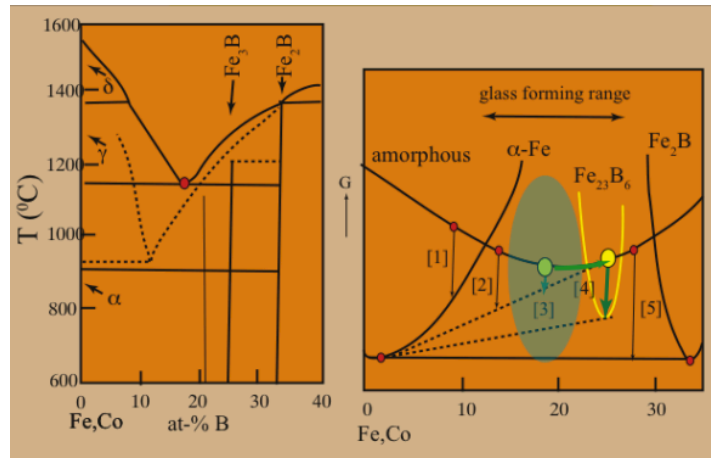 1600
1400
1200
1000
800
600
T (⁰C)
δ
γ
α
Fe₃B
Fe₂B
0
10
20
30
40
Fe,Co
at-% B
glass forming range
amorphous
α-Fe
Fe₂₃B₆
Fe₂B
G
[1]
[2]
[3]
[4]
[5]
0
10
20
30
Fe,Co